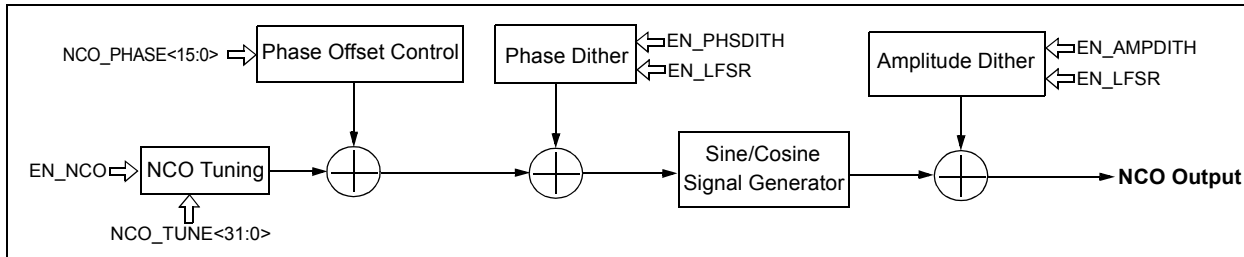 NCO_PHASE<15:0>
Phase Offset Control
Phase Dither
EN_PHSDITH
EN_LFSR
Amplitude Dither
EN_AMPDITH
EN_LFSR
EN_NCO
NCO Tuning
NCO_TUNE<31:0>
Sine/Cosine
Signal Generator
NCO Output